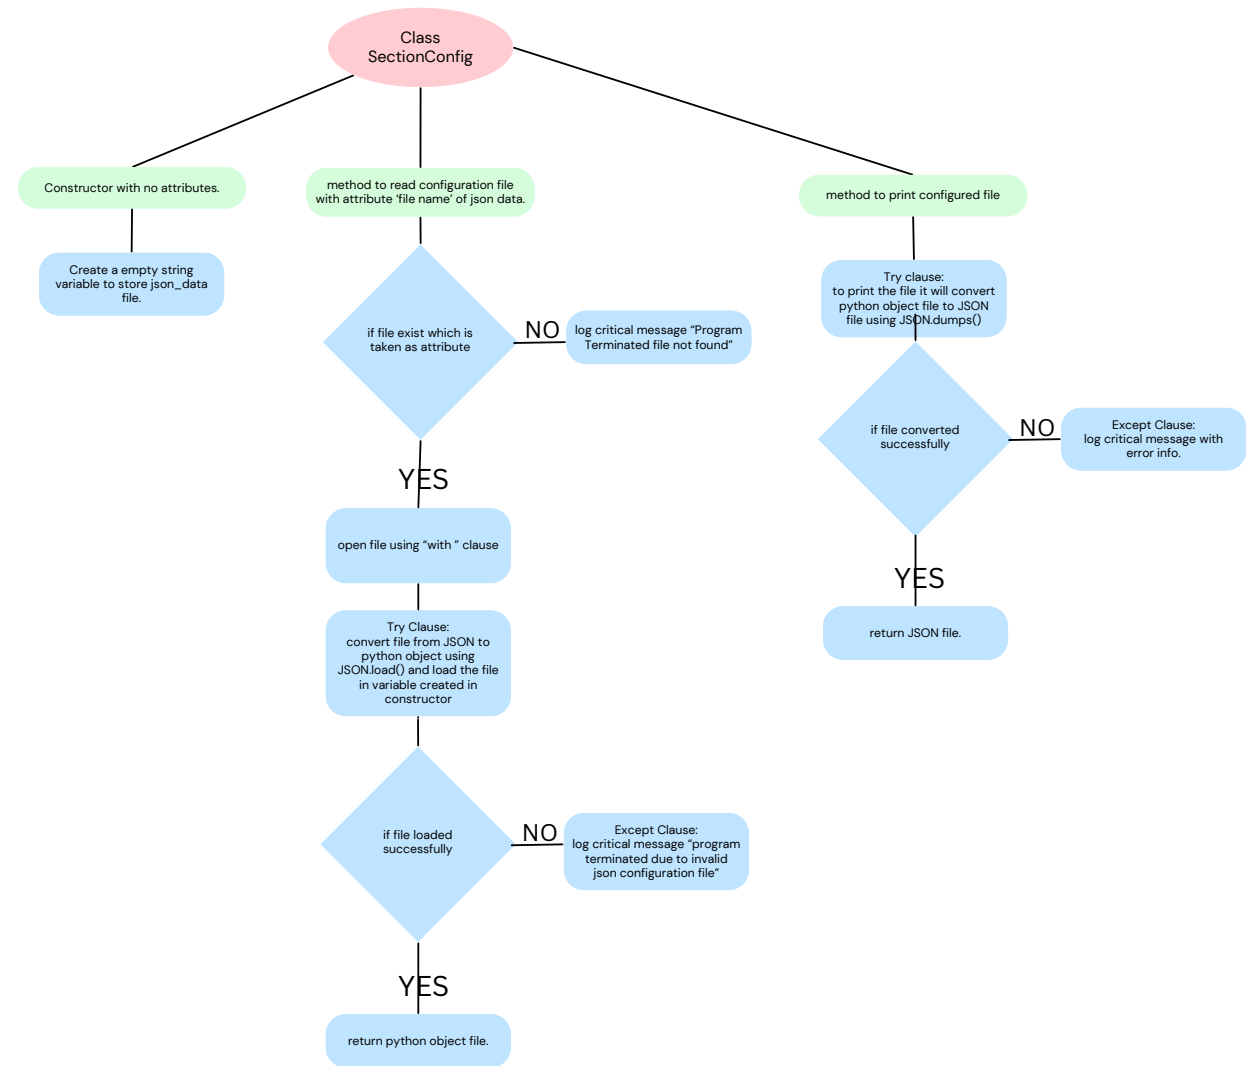 Class
SectionConfig
Constructor with no attributes.
Create a empty string
variable to store json_data
file.
method to read configuration file
with attribute ‘file name’ of json data.
if file exist which is
taken as attribute
NO
log critical message “Program
Terminated file not found”
YES
open file using “with ” clause
Try Clause:
convert file from JSON to
python object using
JSON.load() and load the file
in variable created in
constructor
if file loaded
successfully
NO
Except Clause:
log critical message “program
terminated due to invalid
json configuration file”
YES
return python object file.
method to print configured file
Try clause:
to print the file it will convert
python object file to JSON
file using JSON.dumps()
if file converted
successfully
NO
Except Clause:
log critical message with
error info.
YES
return JSON file.